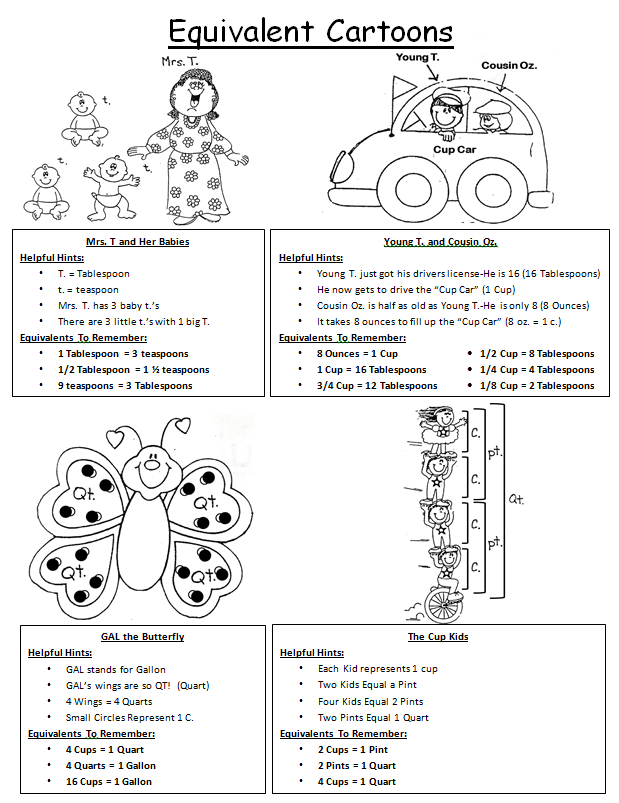 Equivalent Cartoons
Mrs. T.
t.
t.
Young T.
Cousin Oz.
Cup Car
Mrs. T and Her Babies
Helpful Hints:
• T. = Tablespoon
• t. = teaspoon
• Mrs. T. has 3 baby t.'s
• There are 3 little t.'s with 1 big T.
Equivalents To Remember:
• 1 Tablespoon = 3 teaspoons
• 1/2 Tablespoon = 1 ½ teaspoons
• 9 teaspoons = 3 Tablespoons
Young T. and Cousin Oz.
Helpful Hints:
• Young T. just got his drivers license-He is 16 (16 Tablespoons)
• He now gets to drive the "Cup Car" (1 Cup)
• Cousin Oz. is half as old as Young T.-He is only 8 (8 Ounces)
• It takes 8 ounces to fill up the "Cup Car" (8 oz. = 1 c.)
Equivalents To Remember:
• 8 Ounces = 1 Cup
• 1 Cup = 16 Tablespoons
• 3/4 Cup = 12 Tablespoons
• 1/2 Cup = 8 Tablespoons
• 1/4 Cup = 4 Tablespoons
• 1/8 Cup = 2 Tablespoons
Qt.
Qt.
Qt.
Qt.
C.
C.
C.
C.
pt.
pt.
Qt.
GAL the Butterfly
Helpful Hints:
• GAL stands for Gallon
• GAL's wings are so QT! (Quart)
• 4 Wings = 4 Quarts
• Small Circles Represent 1 C.
Equivalents To Remember:
• 4 Cups = 1 Quart
• 4 Quarts = 1 Gallon
• 16 Cups = 1 Gallon
The Cup Kids
Helpful Hints:
• Each Kid represents 1 cup
• Two Kids Equal a Pint
• Four Kids Equal 2 Pints
• Two Pints Equal 1 Quart
Equivalents To Remember:
• 2 Cups = 1 Pint
• 2 Pints = 1 Quart
• 4 Cups = 1 Quart